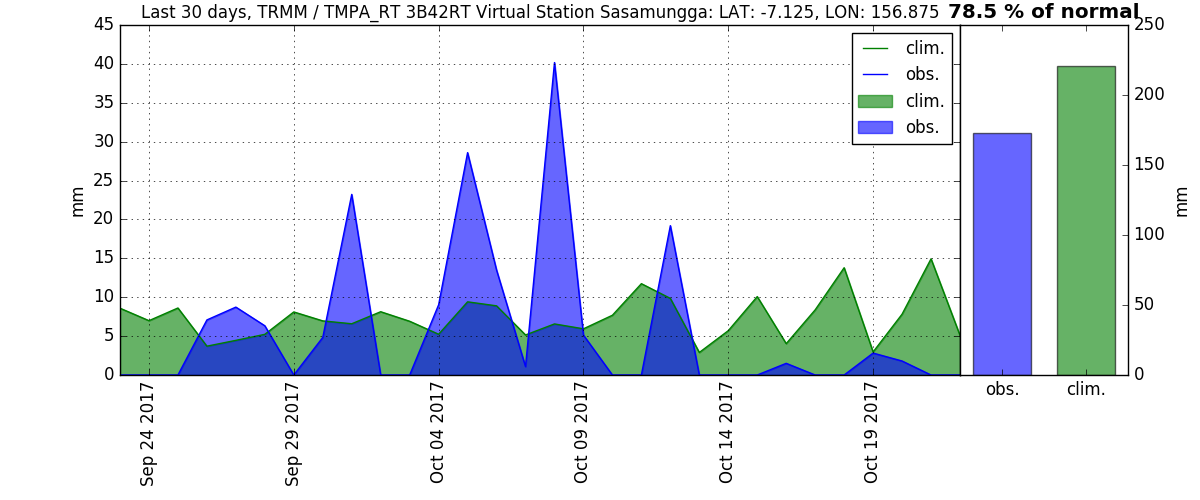 Last 30 days, TRMM / TMPA_RT 3B42RT Virtual Station Sasamungga: LAT: -7.125, LON: 156.875 78.5 % of normal
45
40
35
30
25
20
15
10
5
0
mm
clim.
obs.
clim.
obs.
250
200
150
100
50
0
mm
obs. clim.
Sep 24 2017
Sep 29 2017
Oct 04 2017
Oct 09 2017
Oct 14 2017
Oct 19 2017